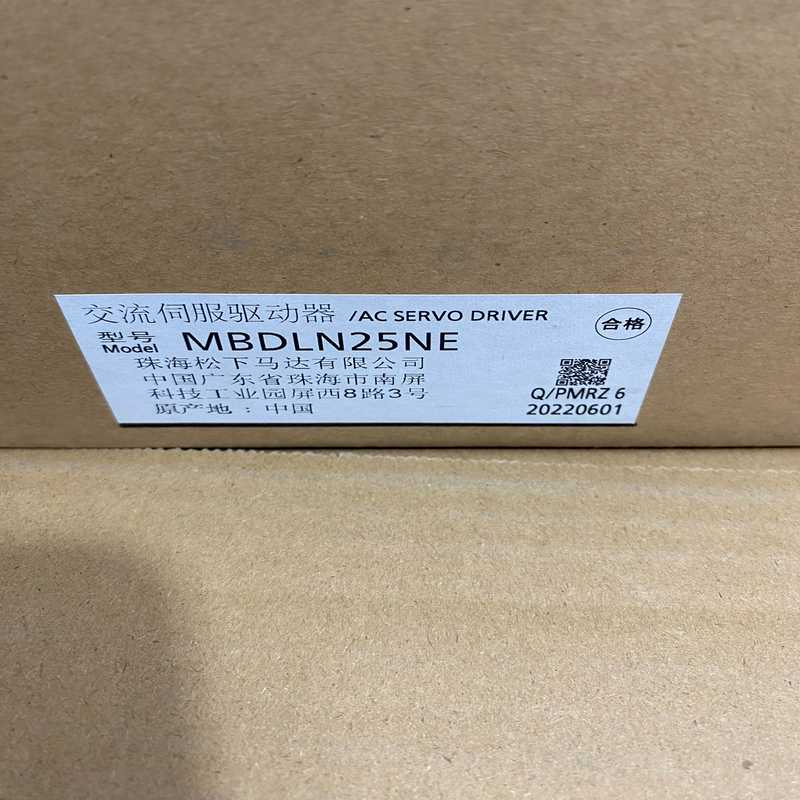 交流伺服驱动器 /AC SERVO DRIVER
合格
型号
Model MBDLN25NE
珠海松下马达有限公司
中国广东省珠海市南屏
科技工业园屏西8路3号
原产地：中国
Q/PMRZ 6
20220601